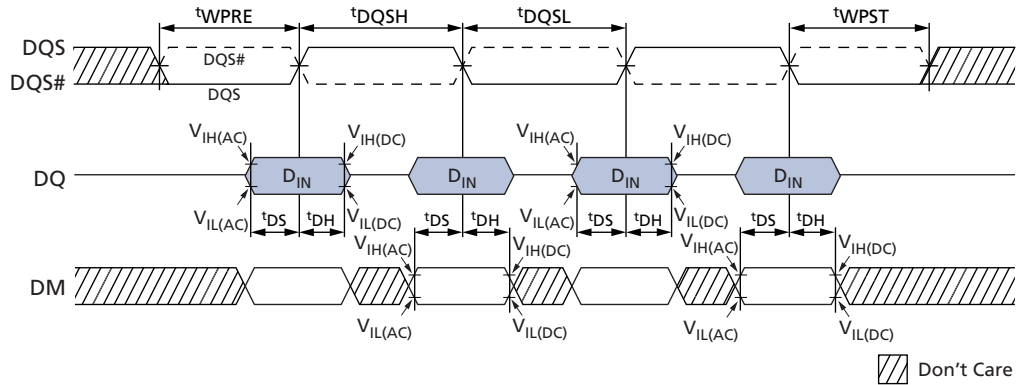 tWPRE tDQSH tDQSL tWPST
DQS
DQS#
DQS#
DQS
VIH(AC) VIH(DC) VIH(AC) VIH(DC)
DQ DIN DIN DIN DIN
VIL(AC) tDS tDH VIL(DC) VIL(AC) tDS tDH VIL(DC)
VIH(AC) tDS tDH VIH(DC) VIH(AC) tDS tDH VIH(DC)
DM
VIL(AC) VIL(DC) VIL(AC) VIL(DC)
Don't Care